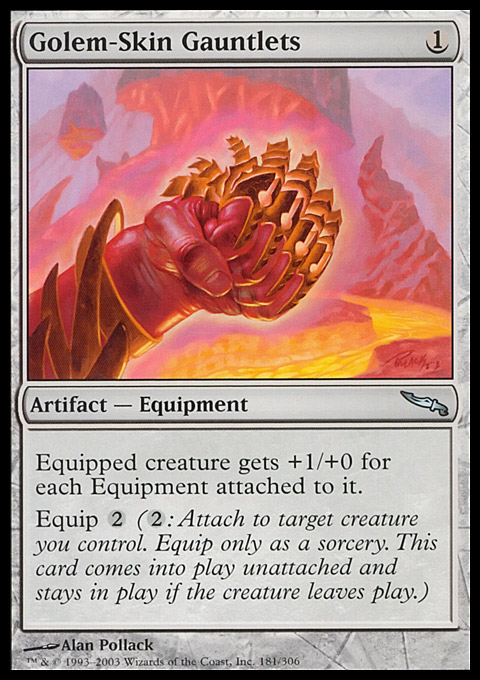 Golem-Skin Gauntlets 1
Artifact — Equipment
Equipped creature gets +1/+0 for
each Equipment attached to it.
Equip 2 (2: Attach to target creature
you control. Equip only as a sorcery. This
card comes into play unattached and
stays in play if the creature leaves play.)
Alan Pollack
™ & © 1993–2003 Wizards of the Coast, Inc. 181/306